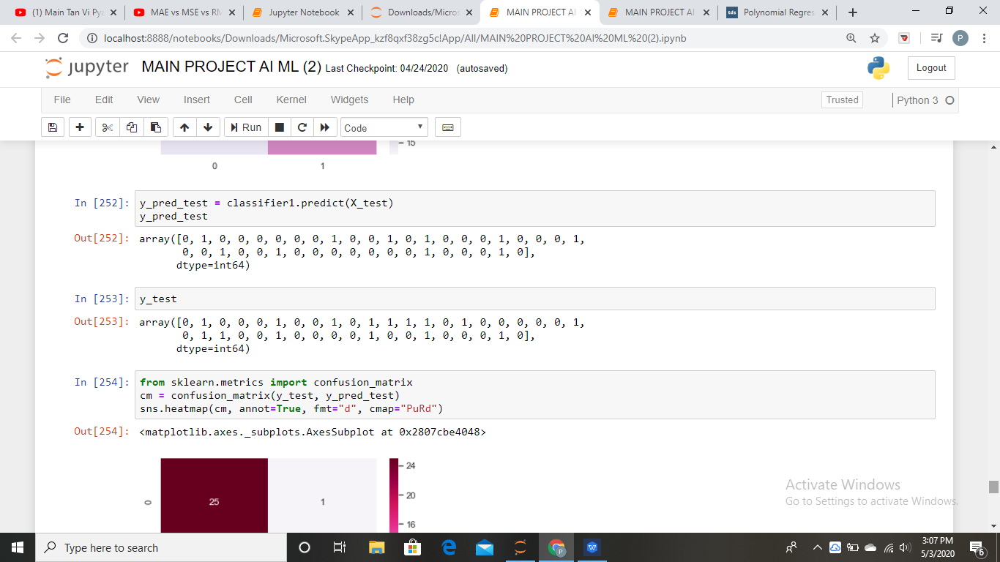 (1) Main Tan Vi Pya
MAE vs MSE vs RM
Jupyter Notebook
Downloads/Micros
MAIN PROJECT AI
MAIN PROJECT AI
tds
Polynomial Regres
localhost:8888/notebooks/Downloads/Microsoft.SkypeApp_kzf8qxf38zg5c!App/All/MAIN%20PROJECT%20AI%20ML%20(2).ipynb
P
jupyter MAIN PROJECT AI ML (2) Last Checkpoint: 04/24/2020 (autosaved)
Logout
File Edit View Insert Cell Kernel Widgets Help
Trusted
Python 3
Run
Code
15
0 1
In [252]: y_pred_test = classifier1.predict(X_test)
y_pred_test
Out[252]: array([0, 1, 0, 0, 0, 0, 0, 0, 1, 0, 0, 1, 0, 1, 0, 0, 0, 1, 0, 0, 0, 1,
0, 0, 1, 0, 0, 1, 0, 0, 0, 0, 0, 0, 0, 1, 0, 0, 0, 1, 0],
dtype=int64)
In [253]: y_test
Out[253]: array([0, 1, 0, 0, 0, 1, 0, 0, 1, 0, 1, 1, 1, 1, 0, 1, 0, 0, 0, 0, 0, 1,
0, 1, 1, 0, 0, 1, 0, 0, 0, 0, 1, 0, 0, 1, 0, 0, 0, 1, 0],
dtype=int64)
In [254]: from sklearn.metrics import confusion_matrix
cm = confusion_matrix(y_test, y_pred_test)
sns.heatmap(cm, annot=True, fmt="d", cmap="PuRd")
Out[254]: <matplotlib.axes._subplots.AxesSubplot at 0x2807cbe4048>
24
0 25 1
20
16
Activate Windows
Go to Settings to activate Windows.
Type here to search
P
3:07 PM
5/3/2020
6